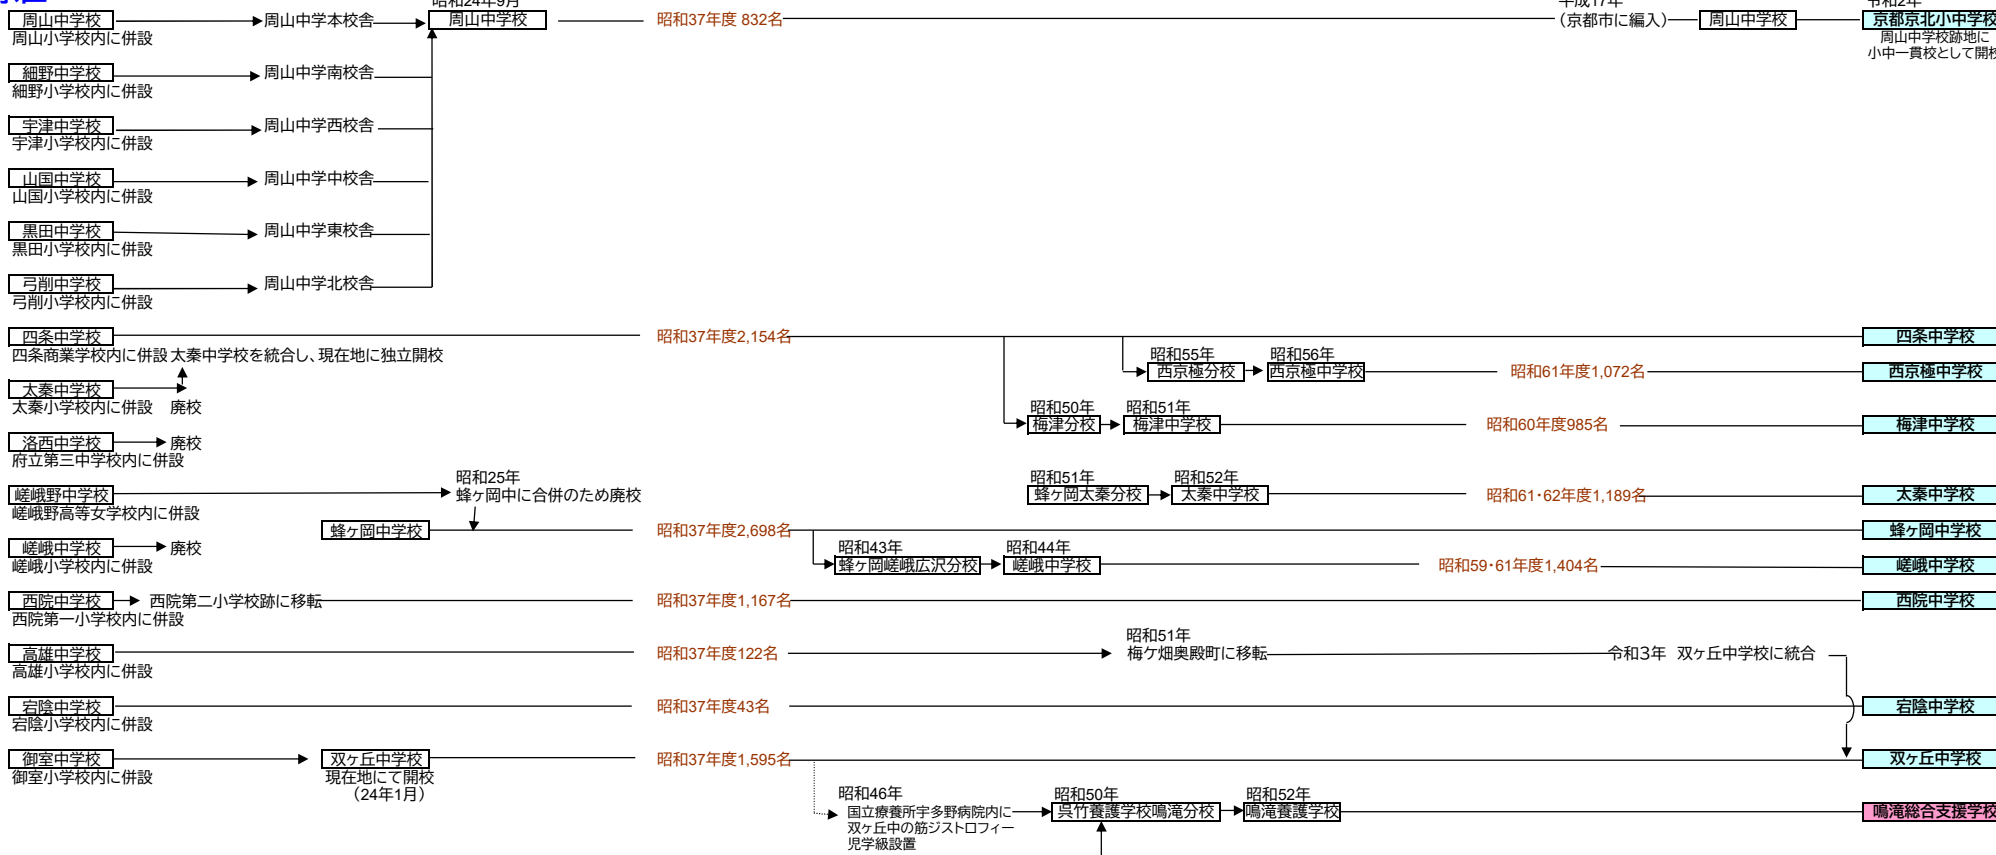 昭和24年9月
平成17年
令和2年
周山中学校
周山中学本校舎
周山中学校
昭和37年度 832名
（京都市に編入）
周山中学校
京都京北小中学校
周山小学校内に併設
周山中学校跡地に
小中一貫校として開校
細野中学校
周山中学南校舎
細野小学校内に併設
宇津中学校
周山中学西校舎
宇津小学校内に併設
山国中学校
周山中学中校舎
山国小学校内に併設
黒田中学校
周山中学東校舎
黒田小学校内に併設
弓削中学校
周山中学北校舎
弓削小学校内に併設
四条中学校
昭和37年度2,154名
四条中学校
四条商業学校内に併設 太秦中学校を統合し、現在地に独立開校
昭和55年
昭和56年
西京極分校
西京極中学校
昭和61年度1,072名
西京極中学校
太秦中学校
太秦小学校内に併設
廃校
昭和50年
昭和51年
梅津分校
梅津中学校
昭和60年度985名
梅津中学校
洛西中学校
廃校
府立第三中学校内に併設
昭和25年
蜂ヶ岡中に合併のため廃校
昭和51年
昭和52年
嵯峨野中学校
蜂ヶ岡太秦分校
太秦中学校
昭和61・62年度1,189名
太秦中学校
嵯峨野高等女学校内に併設
蜂ヶ岡中学校
昭和37年度2,698名
蜂ヶ岡中学校
嵯峨中学校
廃校
嵯峨小学校内に併設
昭和43年
昭和44年
蜂ヶ岡嵯峨広沢分校
嵯峨中学校
昭和59・61年度1,404名
嵯峨中学校
西院中学校
西院第二小学校跡に移転
昭和37年度1,167名
西院中学校
西院第一小学校内に併設
昭和51年
高雄中学校
昭和37年度122名
梅ケ畑奥殿町に移転
令和３年 双ヶ丘中学校に統合
高雄小学校内に併設
宕陰中学校
昭和37年度43名
宕陰中学校
宕陰小学校内に併設
御室中学校
双ヶ丘中学校
昭和37年度1,595名
双ヶ丘中学校
御室小学校内に併設
現在地にて開校
（24年1月）
昭和46年
昭和50年
昭和52年
国立療養所宇多野病院内に
双ヶ丘中の筋ジストロフィー
児学級設置
呉竹養護学校鳴滝分校
鳴滝養護学校
鳴滝総合支援学校